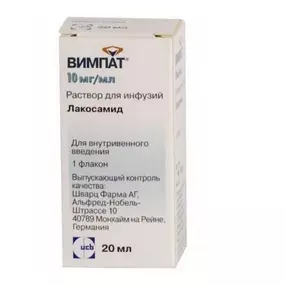 ВИМПАТ®
10 мг/мл
Раствор для инфузий
Лакосамид
Для внутривенного
введения
1 флакон
Выпускающий контроль
качества:
Шварц Фарма АГ,
Альфред-Нобель-
Штрассе 10
40789 Монхайм на Рейне,
Германия
ucb
20 мл